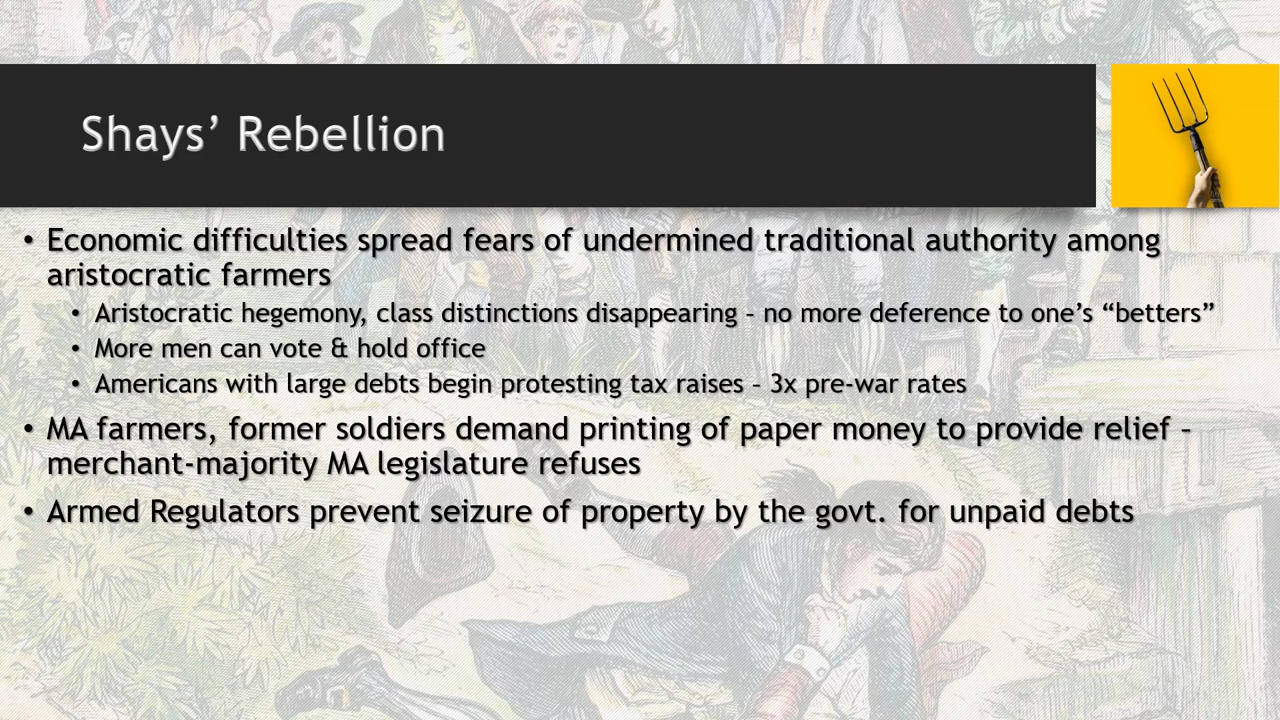 Shays’ Rebellion
• Economic difficulties spread fears of undermined traditional authority among
aristocratic farmers
• Aristocratic hegemony, class distinctions disappearing – no more deference to one’s “betters”
• More men can vote & hold office
• Americans with large debts begin protesting tax raises – 3x pre-war rates
• MA farmers, former soldiers demand printing of paper money to provide relief –
merchant-majority MA legislature refuses
• Armed Regulators prevent seizure of property by the govt. for unpaid debts